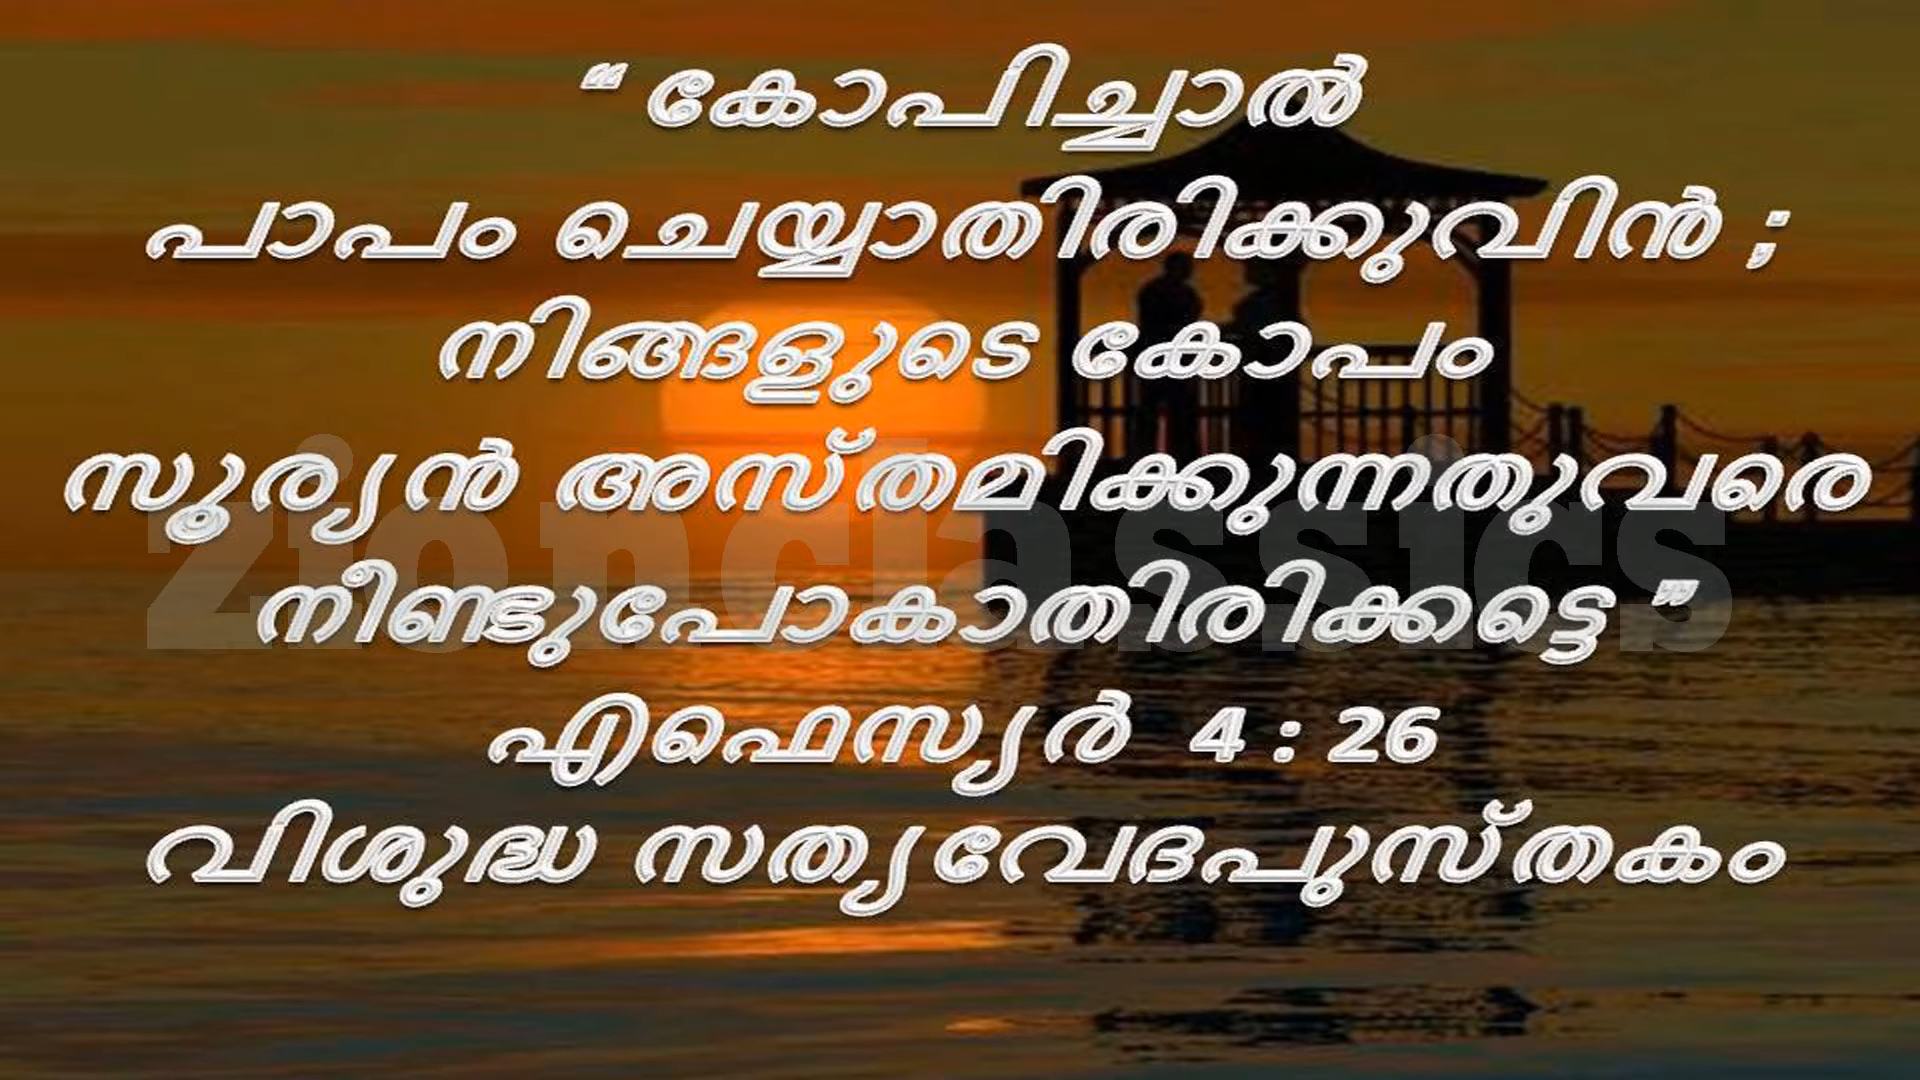 “ കോപിച്ചാൽ
പാപം ചെയ്യാതിരിക്കുവിൻ ;
നിങ്ങളുടെ കോപം
സൂര്യൻ അസ്തമിക്കുന്നതുവരെ
നീണ്ടുപോകാതിരിക്കട്ടെ ”
എഫെസ്യർ 4 : 26
വിശുദ്ധ സത്യവേദപുസ്തകം
zionclassics